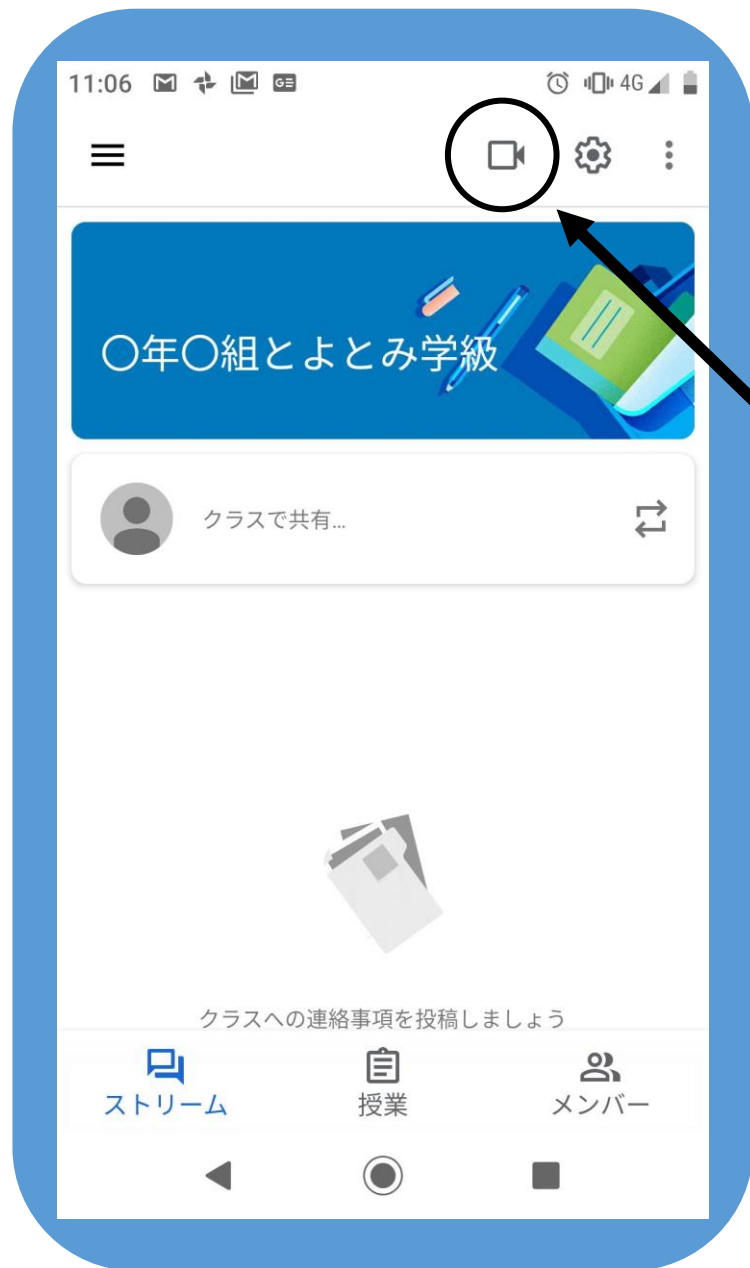 11:06
4G
〇年〇組とよとみ学級
クラスで共有...
クラスへの連絡事項を投稿しましょう
ストリーム
授業
メンバー